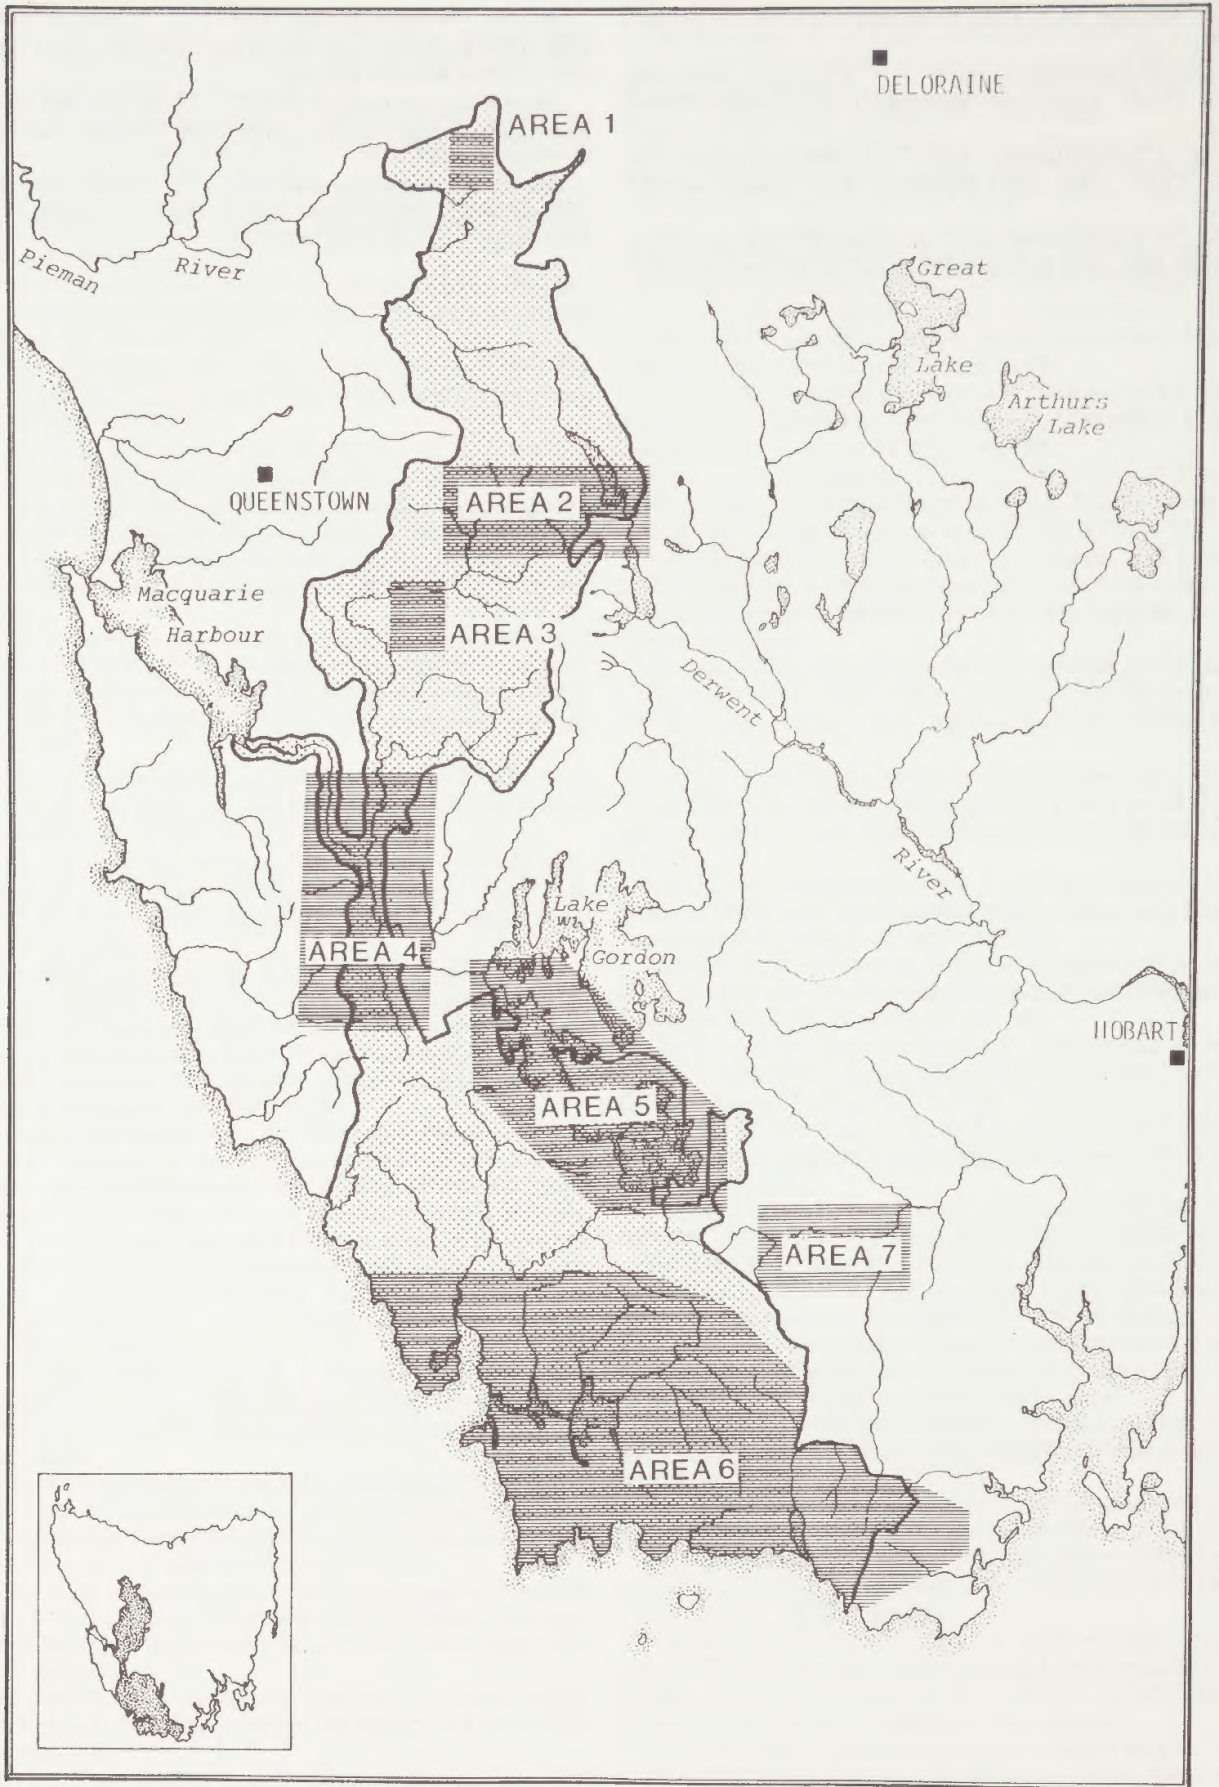 DELORAINE
AREA 1
Pieman
River
Great
Lake
Arthurs
Lake
QUEENSTOWN
AREA 2
Macquarie
Harbour
AREA 3
Derwent
River
Lake
Gordon
AREA 4
HOBART
AREA 5
AREA 7
AREA 6